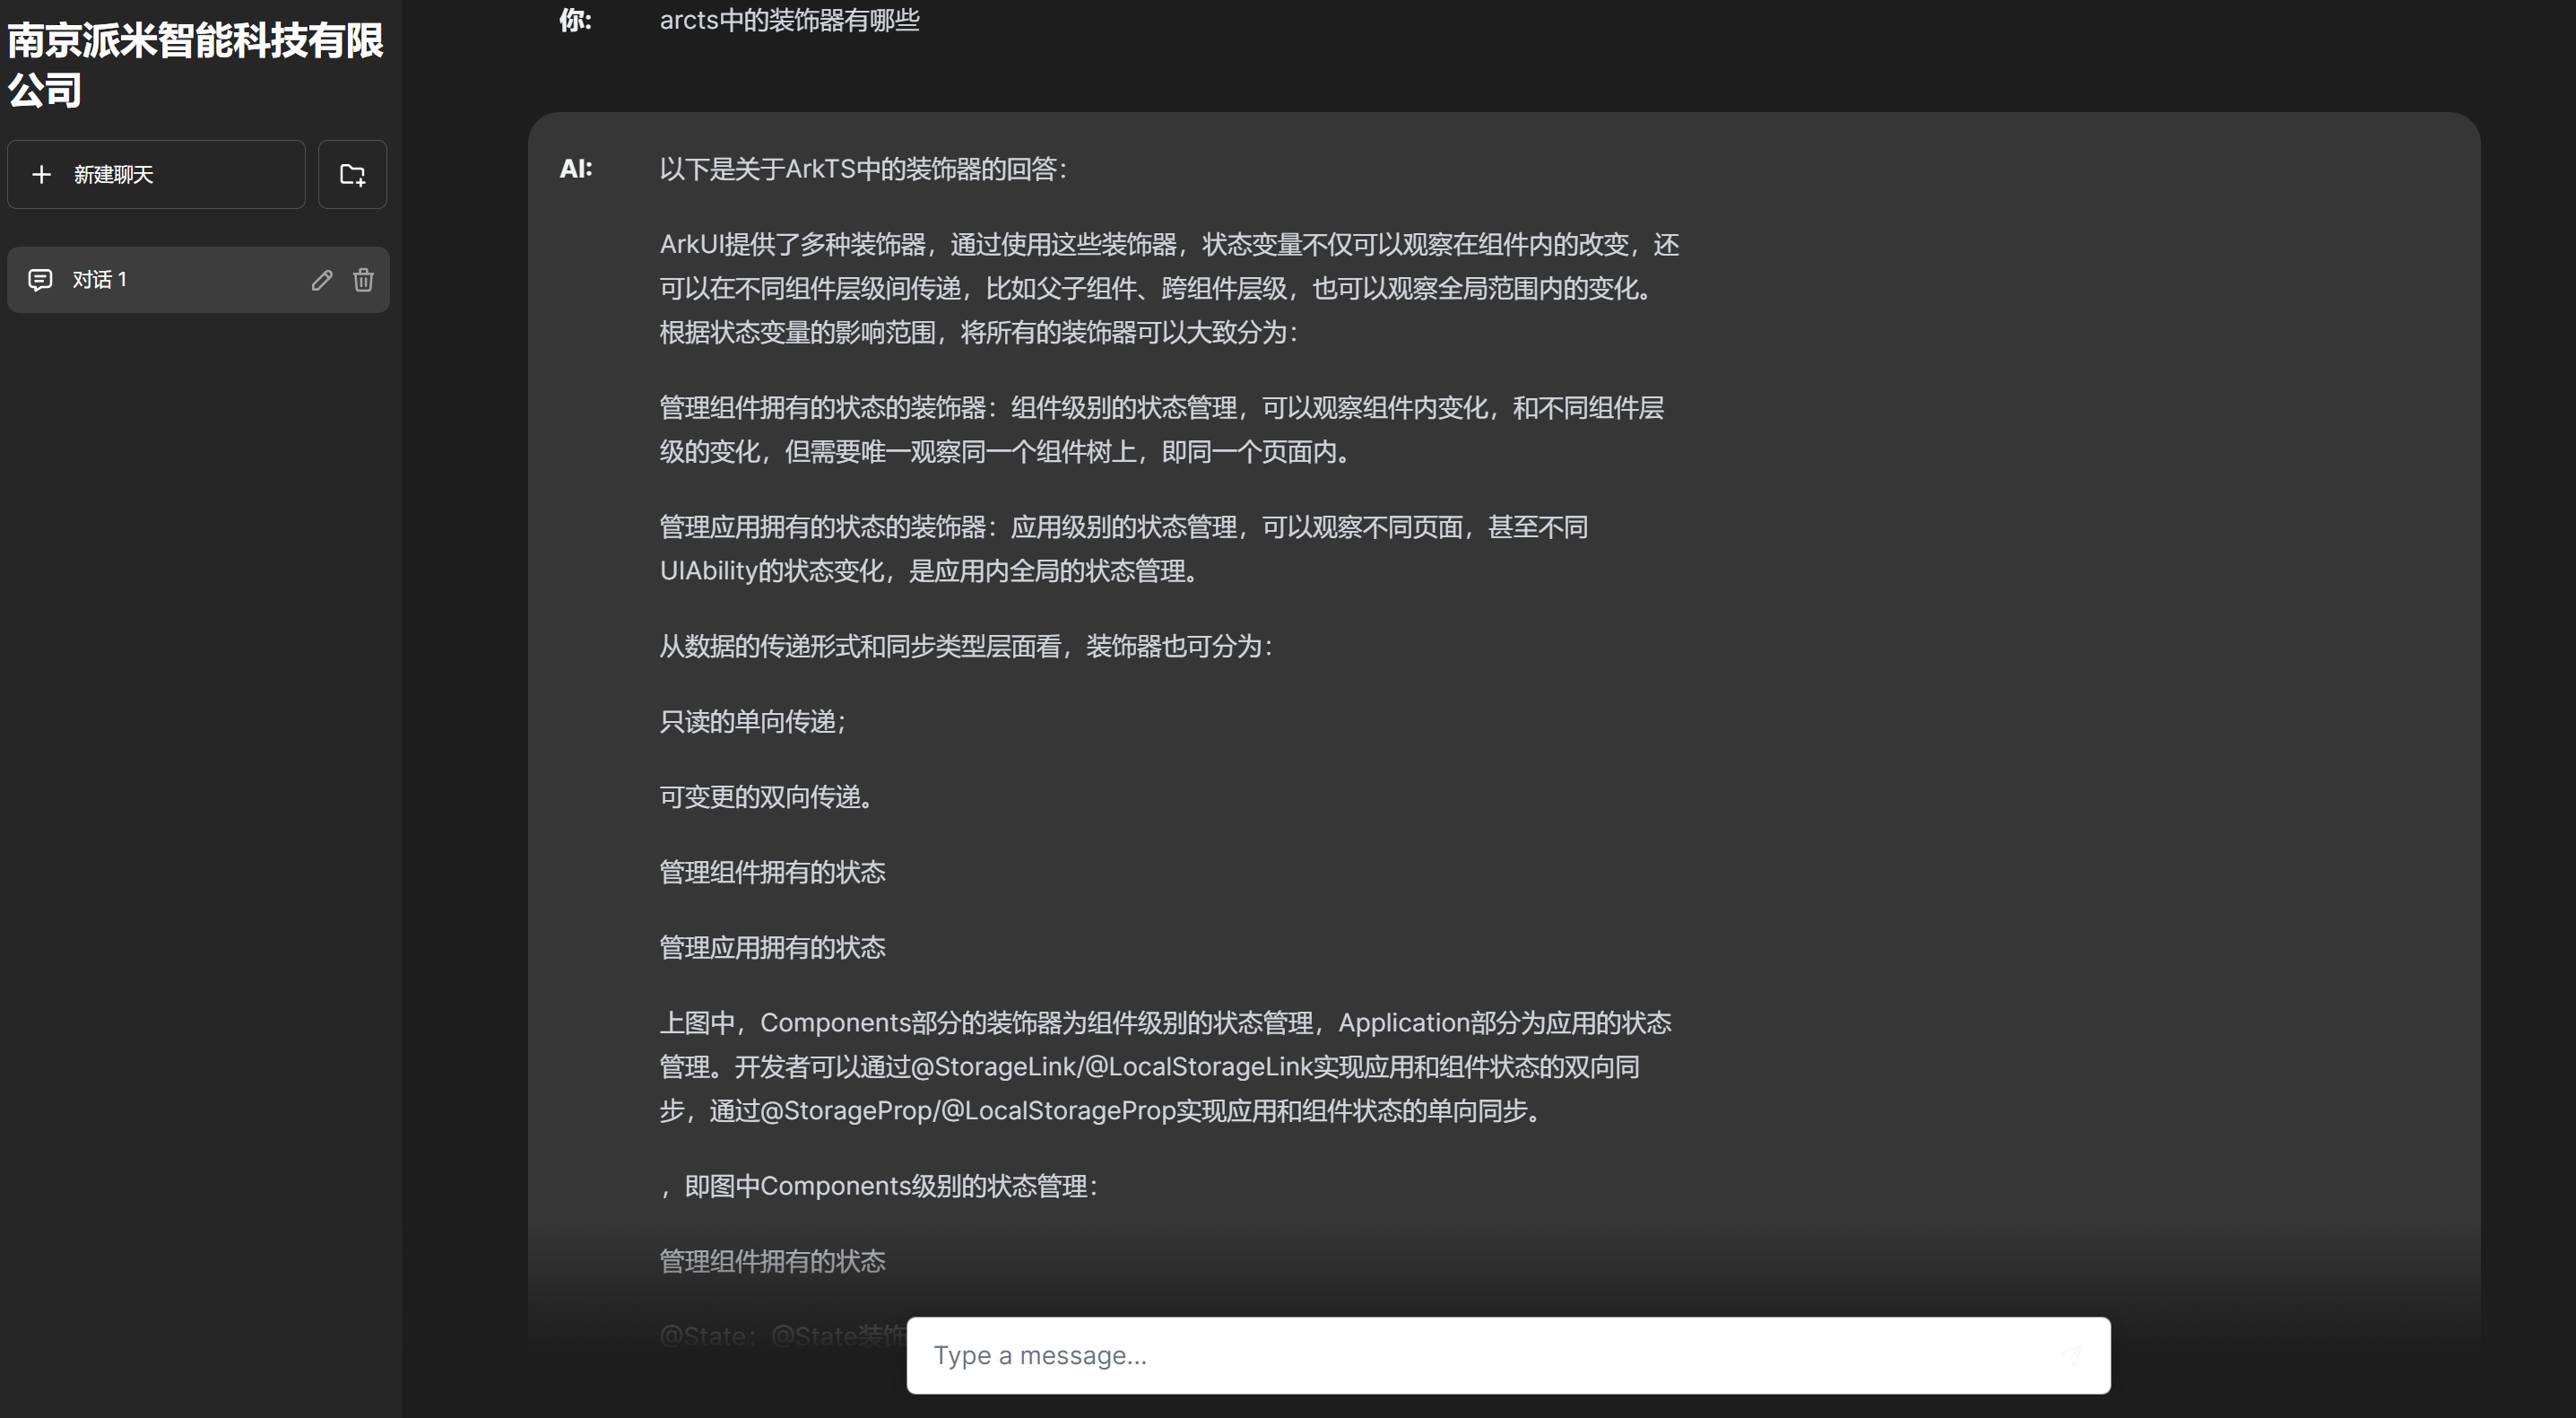 南京派米智能科技有限
公司
新建聊天
对话 1
你:
arcts中的装饰器有哪些
AI:
以下是关于ArkTS中的装饰器的回答：
ArkUI提供了多种装饰器，通过使用这些装饰器，状态变量不仅可以观察在组件内的改变，还
可以在不同组件层级间传递，比如父子组件、跨组件层级，也可以观察全局范围内的变化。
根据状态变量的影响范围，将所有的装饰器可以大致分为：
管理组件拥有的状态的装饰器：组件级别的状态管理，可以观察组件内变化，和不同组件层
级的变化，但需要唯一观察同一个组件树上，即同一个页面内。
管理应用拥有的状态的装饰器：应用级别的状态管理，可以观察不同页面，甚至不同
UIAbility的状态变化，是应用内全局的状态管理。
从数据的传递形式和同步类型层面看，装饰器也可分为：
只读的单向传递；
可变更的双向传递。
管理组件拥有的状态
管理应用拥有的状态
上图中，Components部分的装饰器为组件级别的状态管理，Application部分为应用的状态
管理。开发者可以通过@StorageLink/@LocalStorageLink实现应用和组件状态的双向同
步，通过@StorageProp/@LocalStorageProp实现应用和组件状态的单向同步。
，即图中Components级别的状态管理：
管理组件拥有的状态
@State：@State装饰
Type a message...